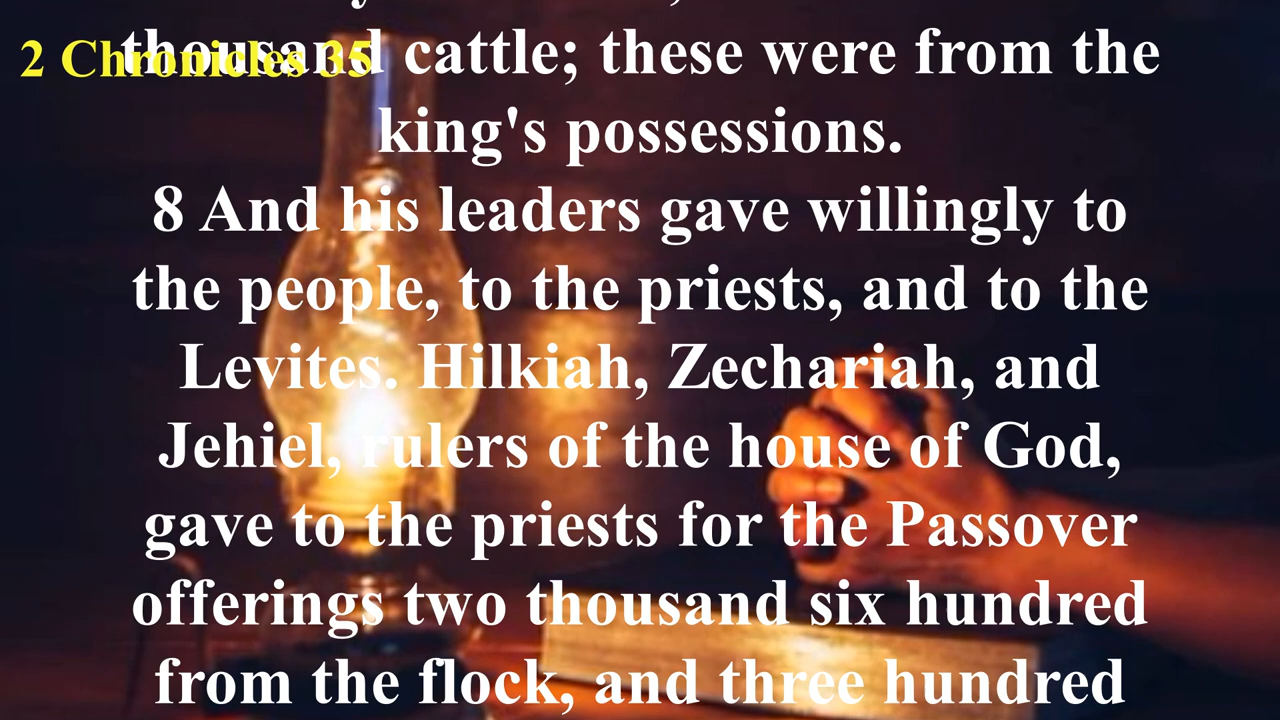 2 Chronicles 35
thousand cattle; these were from the
king's possessions.
8 And his leaders gave willingly to
the people, to the priests, and to the
Levites. Hilkiah, Zechariah, and
Jehiel, rulers of the house of God,
gave to the priests for the Passover
offerings two thousand six hundred
from the flock, and three hundred